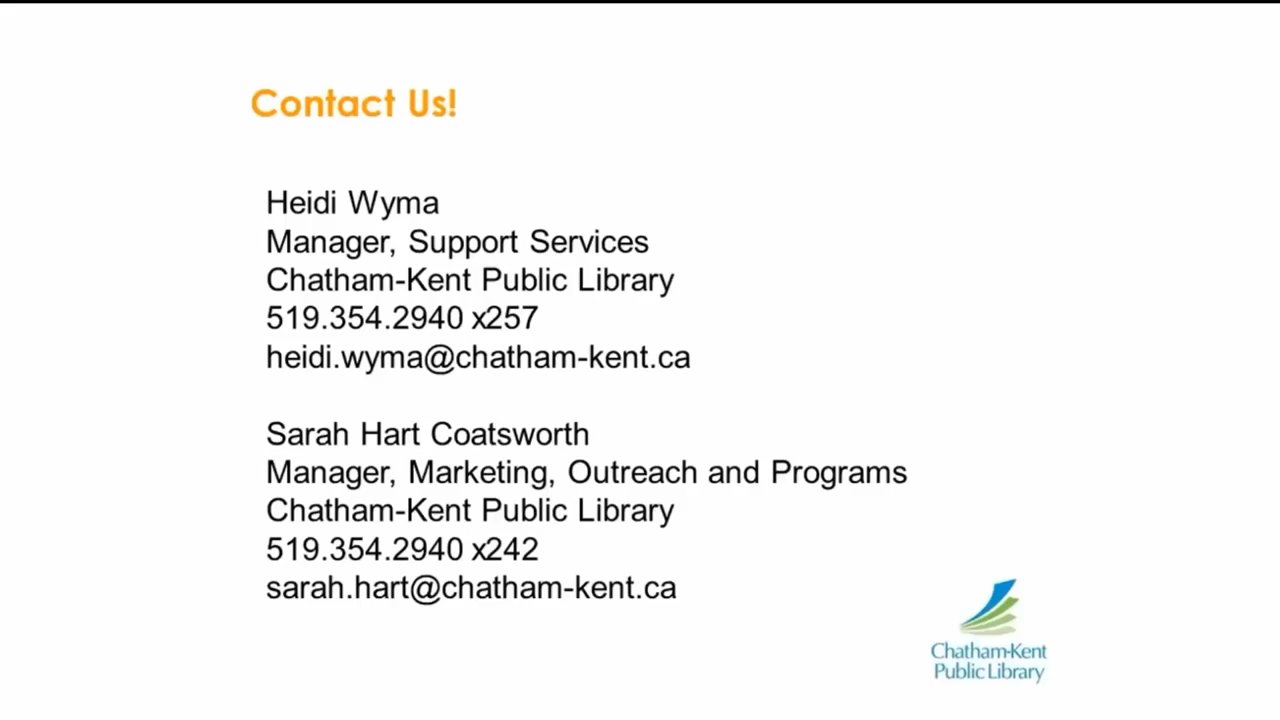 Contact Us!
Heidi Wyma
Manager, Support Services
Chatham-Kent Public Library
519.354.2940 x257
heidi.wyma@chatham-kent.ca
Sarah Hart Coatsworth
Manager, Marketing, Outreach and Programs
Chatham-Kent Public Library
519.354.2940 x242
sarah.hart@chatham-kent.ca
Chatham-Kent
Public Library